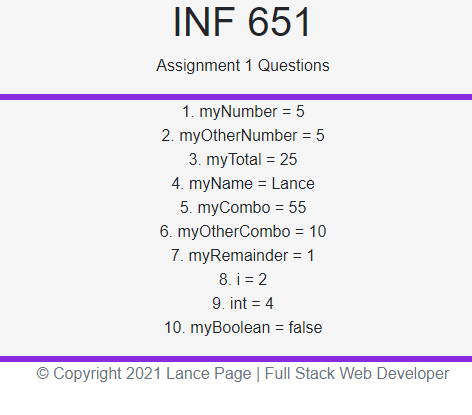 INF 651
Assignment 1 Questions
1. myNumber = 5
2. myOtherNumber = 5
3. myTotal = 25
4. myName = Lance
5. myCombo = 55
6. myOtherCombo = 10
7. myRemainder = 1
8. i = 2
9. int = 4
10. myBoolean = false
© Copyright 2021 Lance Page | Full Stack Web Developer